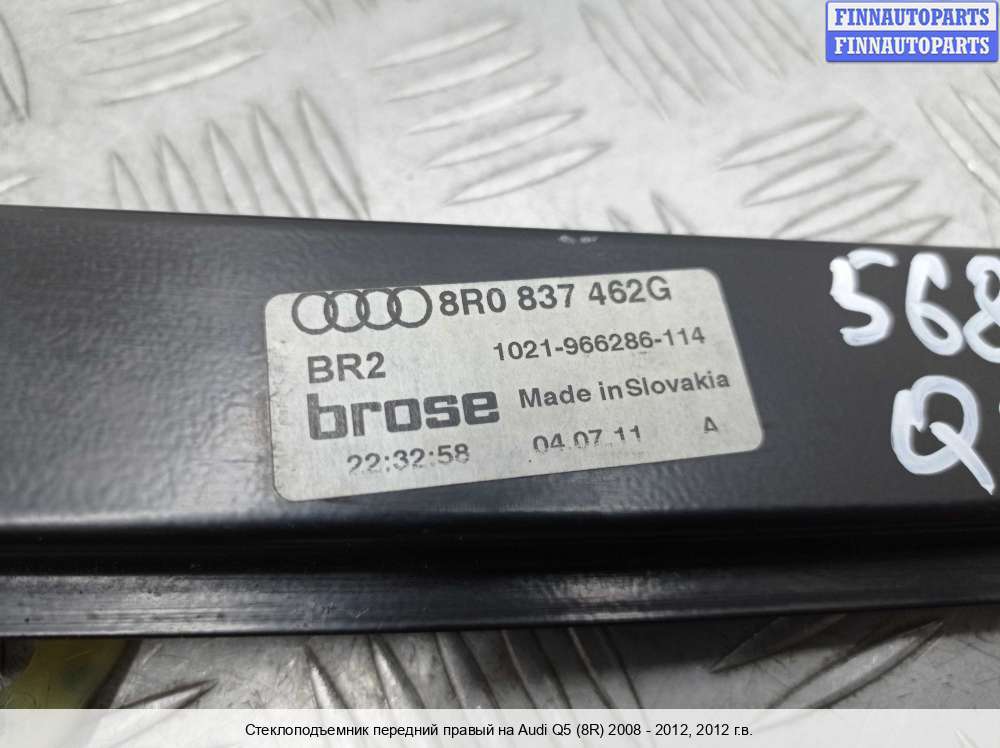 FINNAUTOPARTS
FINNAUTOPARTS
8R0 837 462G
1021-966286-114
BR2
brose
Made in Slovakia
22:32:58
04.07.11
A
568
Q
Стеклоподъемник передний правый на Audi Q5 (8R) 2008 - 2012, 2012 г.в.